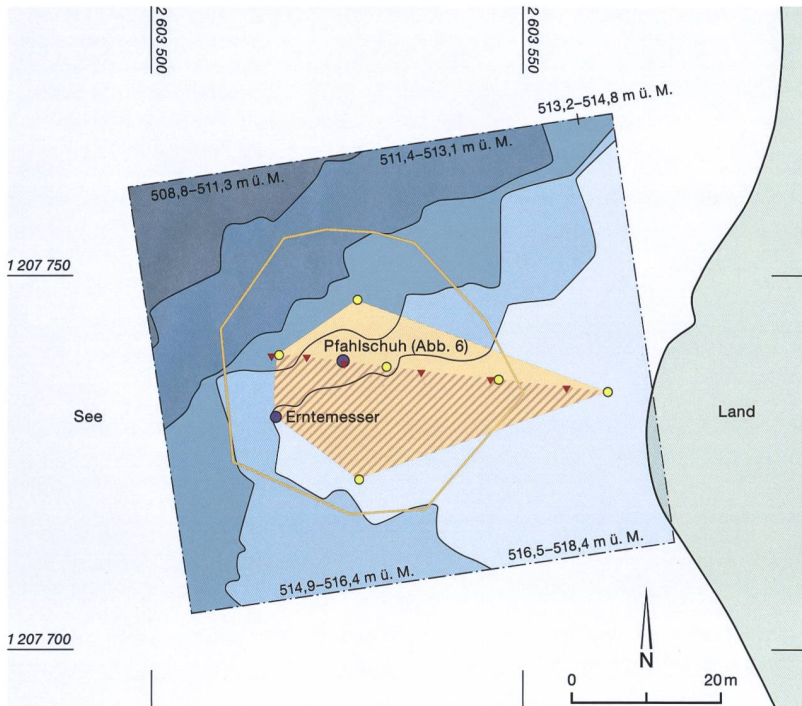 2 603 500
2 603 550
513,2–514,8 m ü. M.
511,4–513,1 m ü. M.
508,8–511,3 m ü. M.
1 207 750
Pfahlschuh (Abb. 6)
See
Erntemesser
Land
516,5–518,4 m ü. M.
514,9–516,4 m ü. M.
1 207 700
N
0 20 m